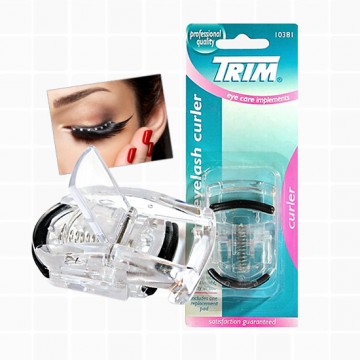 professional
quality
10381
TRIM®
eye care implements
eyelash curler
curler
includes one
replacement
pad
satisfaction guaranteed